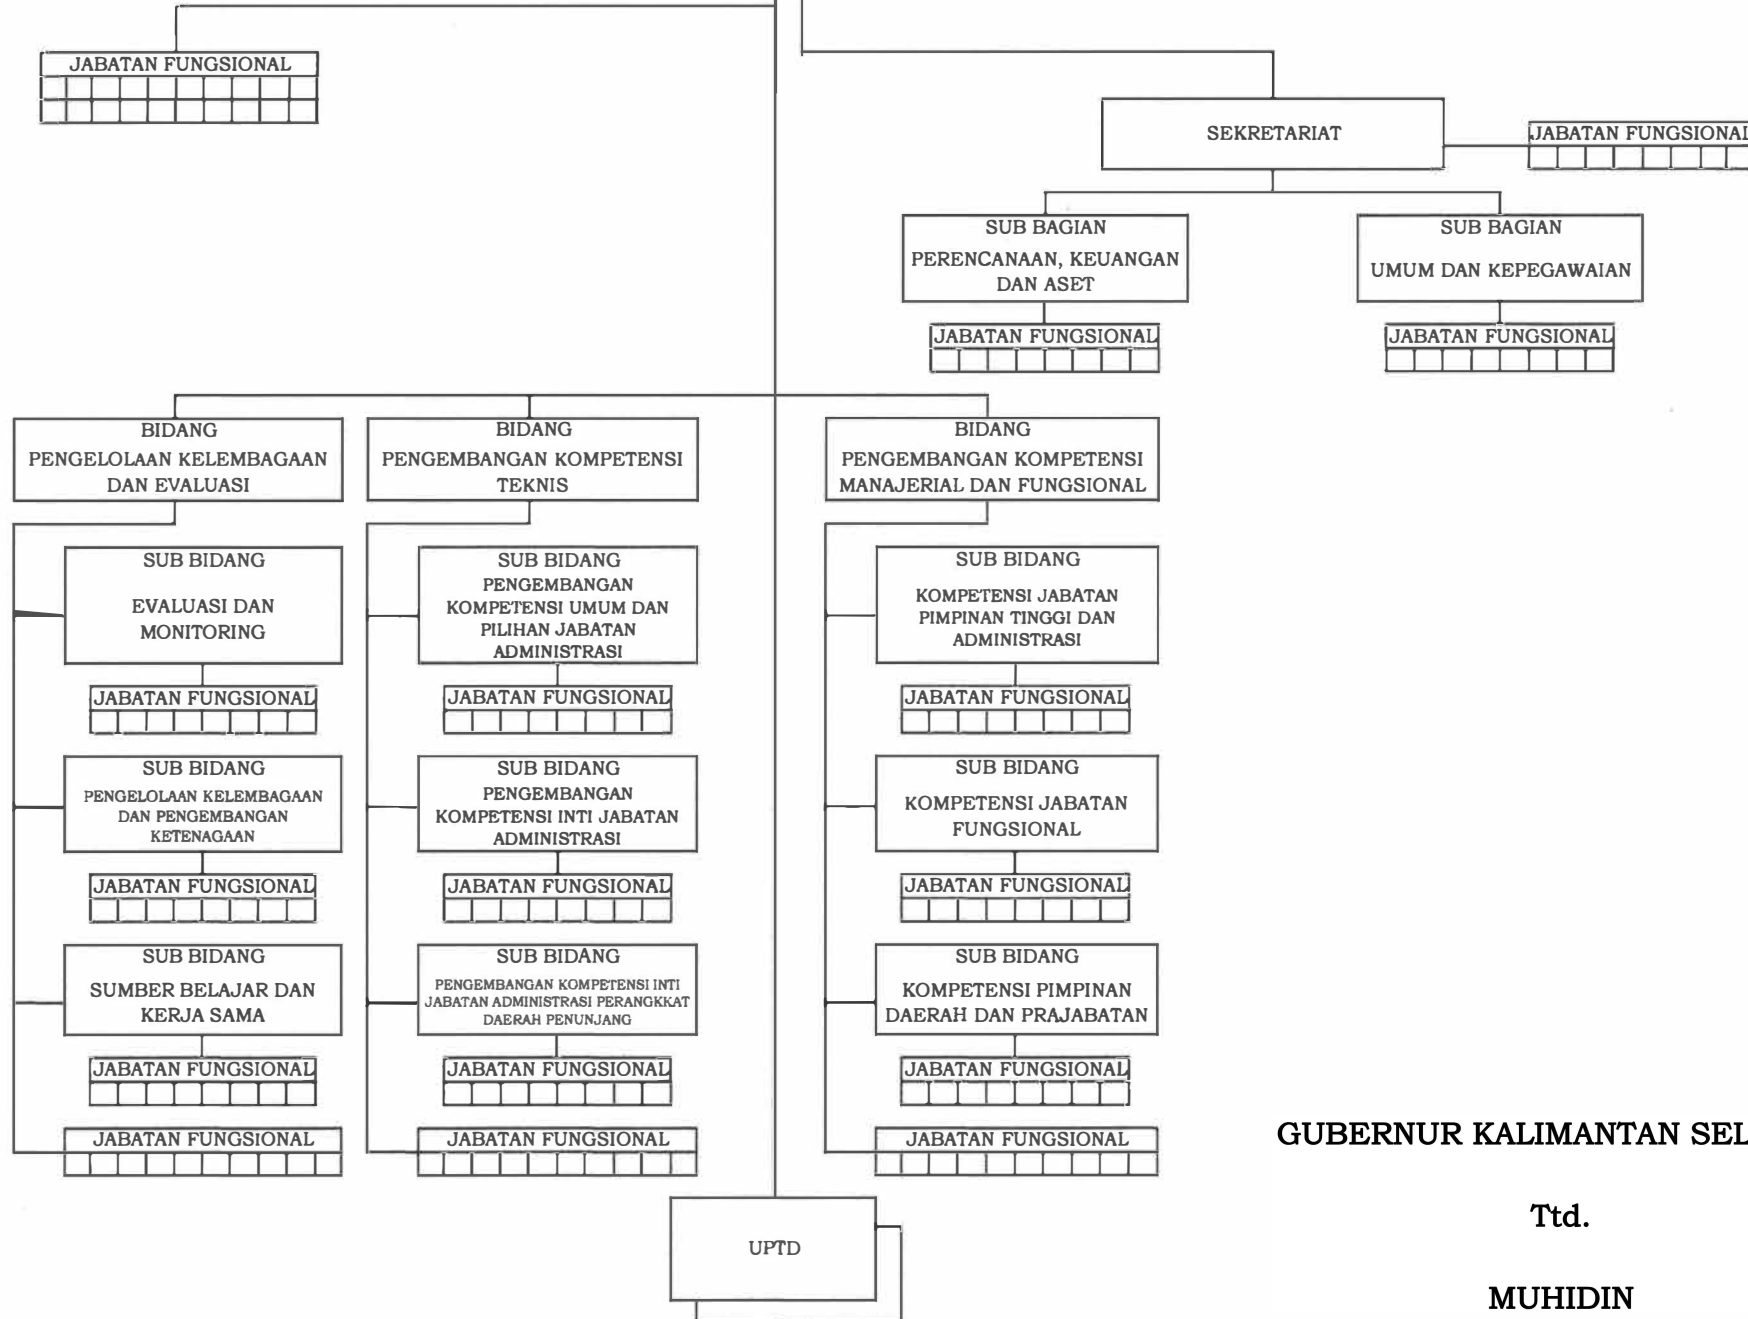 JABATAN FUNGSIONAL
SEKRETARIAT
JABATAN FUNGSIONAL
SUB BAGIAN
PERENCANAAN, KEUANGAN
DAN ASET
JABATAN FUNGSIONAL
SUB BAGIAN
UMUM DAN KEPEGAWAIAN
JABATAN FUNGSIONAL
BIDANG
PENGELOLAAN KELEMBAGAAN
DAN EVALUASI
SUB BIDANG
EVALUASI DAN
MONITORING
JABATAN FUNGSIONAL
SUB BIDANG
PENGELOLAAN KELEMBAGAAN
DAN PENGEMBANGAN
KETENAGAAN
JABATAN FUNGSIONAL
SUB BIDANG
SUMBER BELAJAR DAN
KERJA SAMA
JABATAN FUNGSIONAL
JABATAN FUNGSIONAL
BIDANG
PENGEMBANGAN KOMPETENSI
TEKNIS
SUB BIDANG
PENGEMBANGAN
KOMPETENSI UMUM DAN
PILIHAN JABATAN
ADMINISTRASI
JABATAN FUNGSIONAL
SUB BIDANG
PENGEMBANGAN
KOMPETENSI INTI JABATAN
ADMINISTRASI
JABATAN FUNGSIONAL
SUB BIDANG
PENGEMBANGAN KOMPETENSI INTI
JABATAN ADMINISTRASI PERANGKKAT
DAERAH PENUNJANG
JABATAN FUNGSIONAL
JABATAN FUNGSIONAL
BIDANG
PENGEMBANGAN KOMPETENSI
MANAJERIAL DAN FUNGSIONAL
SUB BIDANG
KOMPETENSI JABATAN
PIMPINAN TINGGI DAN
ADMINISTRASI
JABATAN FUNGSIONAL
SUB BIDANG
KOMPETENSI JABATAN
FUNGSIONAL
JABATAN FUNGSIONAL
SUB BIDANG
KOMPETENSI PIMPINAN
DAERAH DAN PRAJABATAN
JABATAN FUNGSIONAL
JABATAN FUNGSIONAL
UPTD
GUBERNUR KALIMANTAN SEL
Ttd.
MUHIDIN